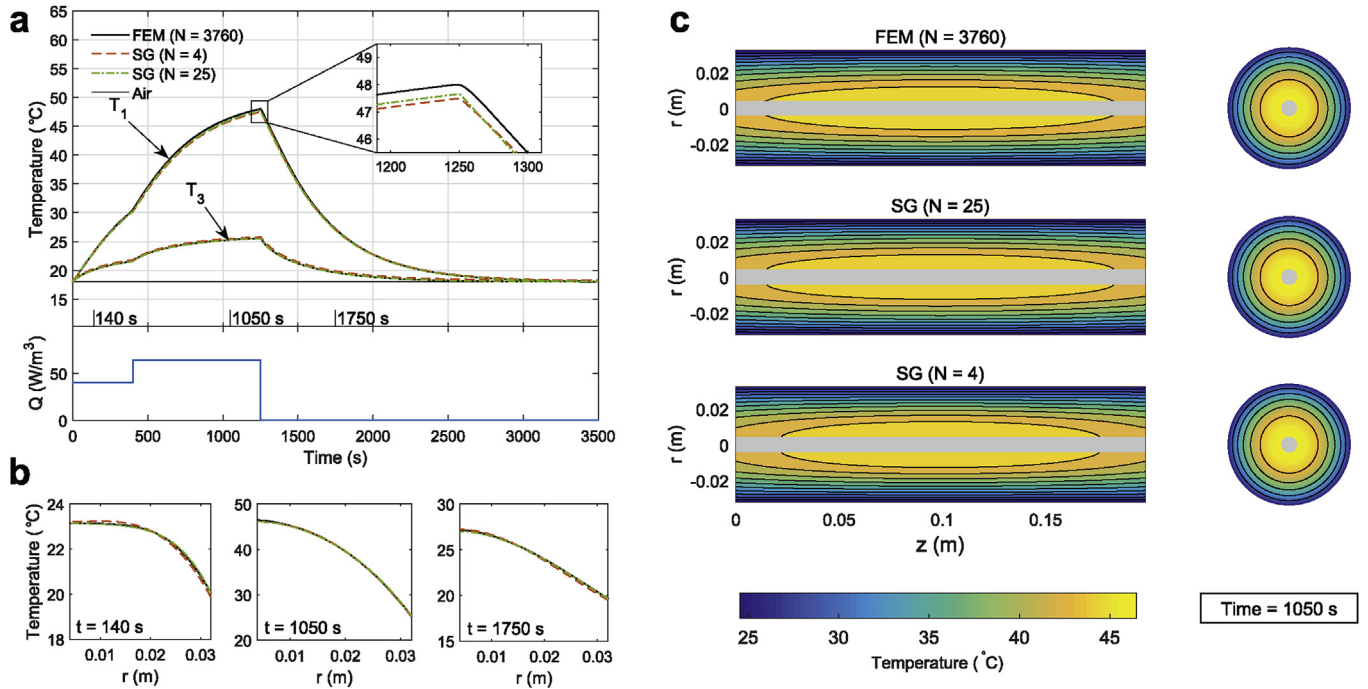 a
65
60
55
50
45
40
35
30
25
20
15
Temperature (°C)
FEM (N = 3760)
SG (N = 4)
SG (N = 25)
Air
T1
T3
49
48
47
46
1200 1250 1300
140 s
1050 s
1750 s
Q (W/m³)
50
0
0 500 1000 1500 2000 2500 3000 3500
Time (s)
b
Temperature (°C)
24
22
20
18
t = 140 s
0.01 0.02 0.03
r (m)
50
40
30
20
t = 1050 s
0.01 0.02 0.03
r (m)
30
25
20
15
t = 1750 s
0.01 0.02 0.03
r (m)
c
FEM (N = 3760)
r (m)
0.02
0
-0.02
SG (N = 25)
r (m)
0.02
0
-0.02
SG (N = 4)
r (m)
0.02
0
-0.02
0 0.05 0.1 0.15
z (m)
25 30 35 40 45
Temperature (°C)
Time = 1050 s